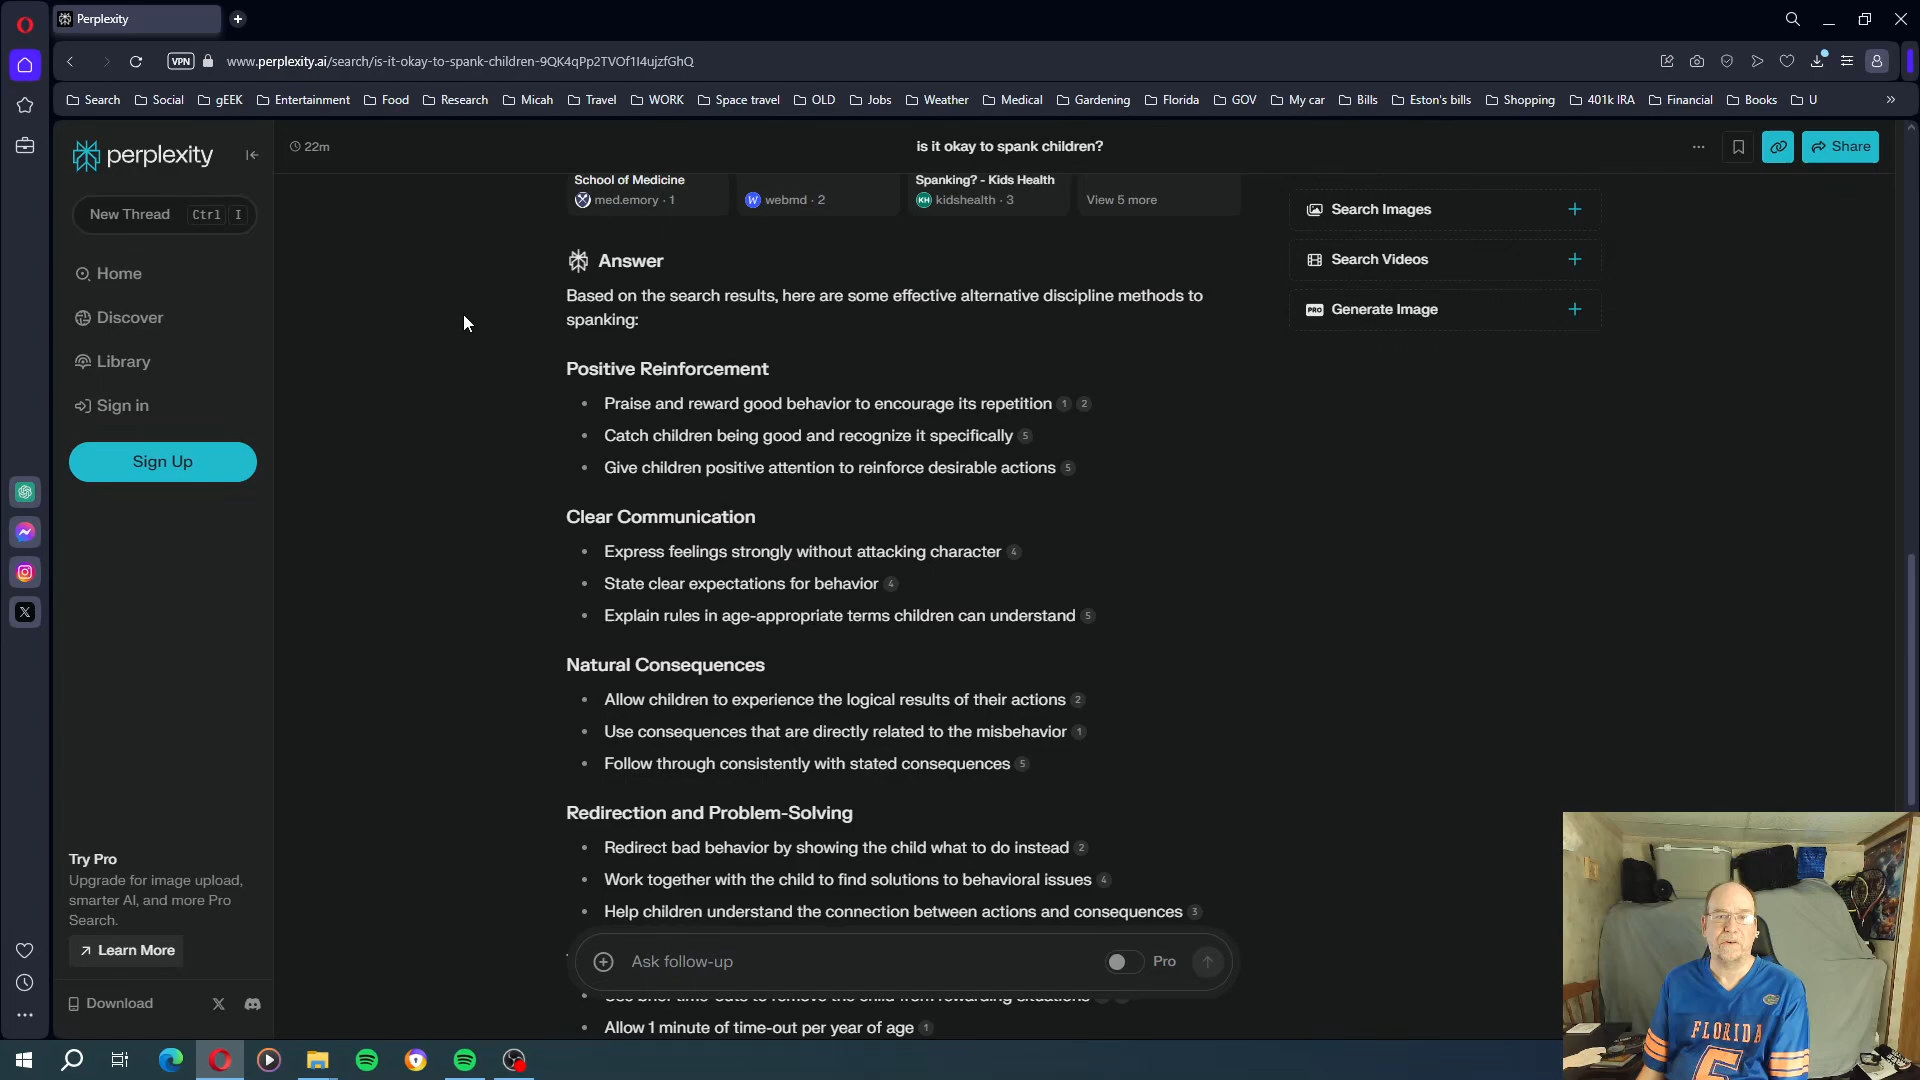 Perplexity
VPN
www.perplexity.ai/search/is-it-okay-to-spank-children-9QK4qPp2TVOf1I4ujzfGhQ
Search Social gEEK Entertainment Food Research Micah Travel WORK Space travel OLD Jobs Weather Medical Gardening Florida GOV My car Bills Eston's bills Shopping 401k IRA Financial Books U »
perplexity
22m
is it okay to spank children?
Share
New Thread Ctrl I
Home
Discover
Library
Sign in
Sign Up
School of Medicine
med.emory · 1
webmd · 2
Spanking? - Kids Health
kidshealth · 3
View 5 more
Search Images
Search Videos
PRO Generate Image
Answer
Based on the search results, here are some effective alternative discipline methods to
spanking:
Positive Reinforcement
• Praise and reward good behavior to encourage its repetition 1 2
• Catch children being good and recognize it specifically 5
• Give children positive attention to reinforce desirable actions 5
Clear Communication
• Express feelings strongly without attacking character 4
• State clear expectations for behavior 4
• Explain rules in age-appropriate terms children can understand 5
Natural Consequences
• Allow children to experience the logical results of their actions 2
• Use consequences that are directly related to the misbehavior 1
• Follow through consistently with stated consequences 5
Redirection and Problem-Solving
• Redirect bad behavior by showing the child what to do instead 2
• Work together with the child to find solutions to behavioral issues 4
• Help children understand the connection between actions and consequences 3
Ask follow-up
Pro
• Use brief time-outs to remove the child from rewarding situations
• Allow 1 minute of time-out per year of age 1
Try Pro
Upgrade for image upload,
smarter AI, and more Pro
Search.
Learn More
Download
FLORIDA